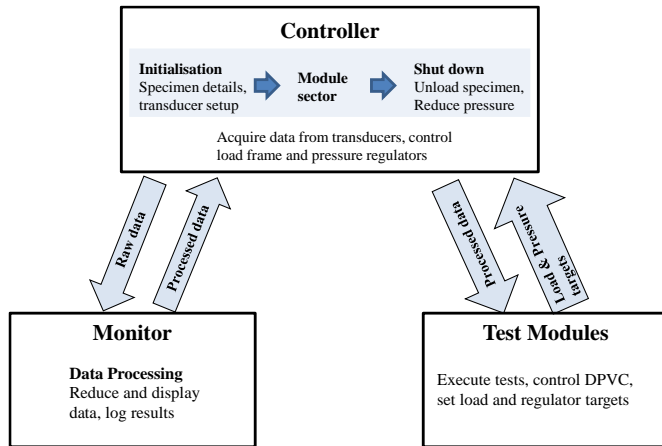 Controller
Initialisation
Specimen details,
transducer setup
Module
sector
Shut down
Unload specimen,
Reduce pressure
Acquire data from transducers, control
load frame and pressure regulators
Raw data
Processed data
Processed data
Load & Pressure
targets
Monitor
Data Processing
Reduce and display
data, log results
Test Modules
Execute tests, control DPVC,
set load and regulator targets